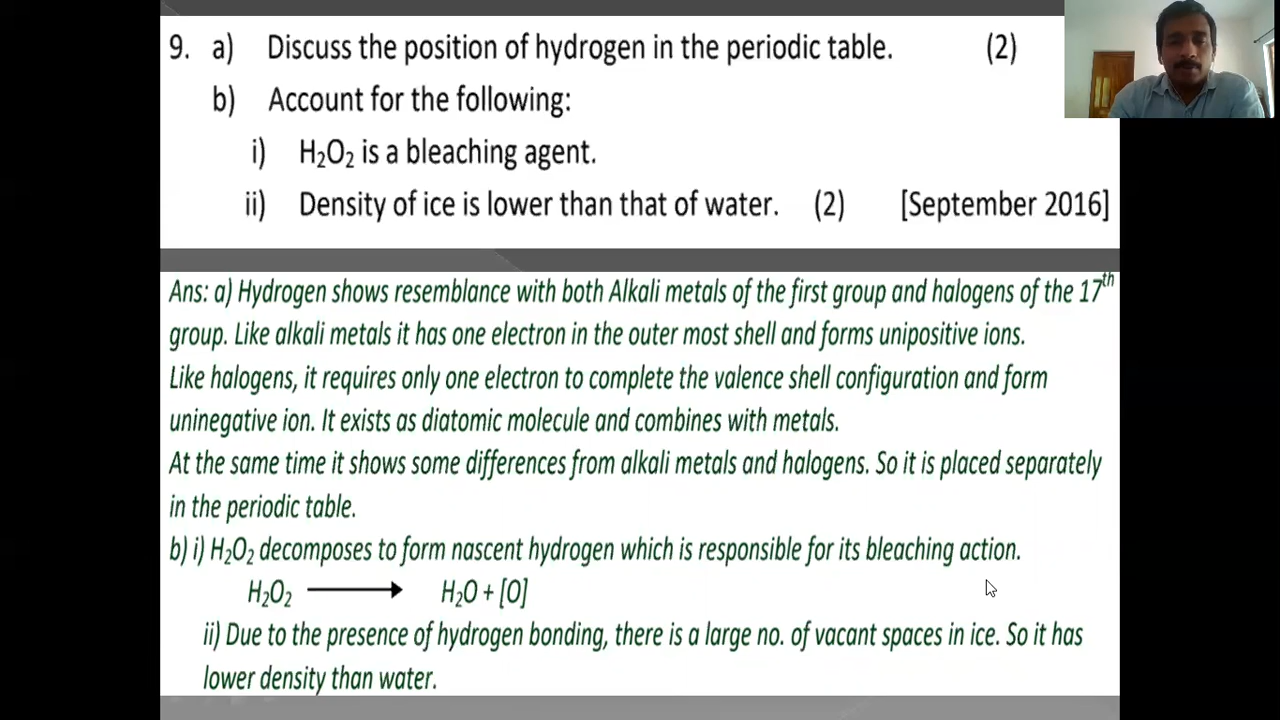 9. a) Discuss the position of hydrogen in the periodic table. (2)
b) Account for the following:
i) H₂O₂ is a bleaching agent.
ii) Density of ice is lower than that of water. (2) [September 2016]
Ans: a) Hydrogen shows resemblance with both Alkali metals of the first group and halogens of the 17th
group. Like alkali metals it has one electron in the outer most shell and forms unipositive ions.
Like halogens, it requires only one electron to complete the valence shell configuration and form
uninegative ion. It exists as diatomic molecule and combines with metals.
At the same time it shows some differences from alkali metals and halogens. So it is placed separately
in the periodic table.
b) i) H₂O₂ decomposes to form nascent hydrogen which is responsible for its bleaching action.
H₂O₂ ⟶ H₂O + [O]
ii) Due to the presence of hydrogen bonding, there is a large no. of vacant spaces in ice. So it has
lower density than water.